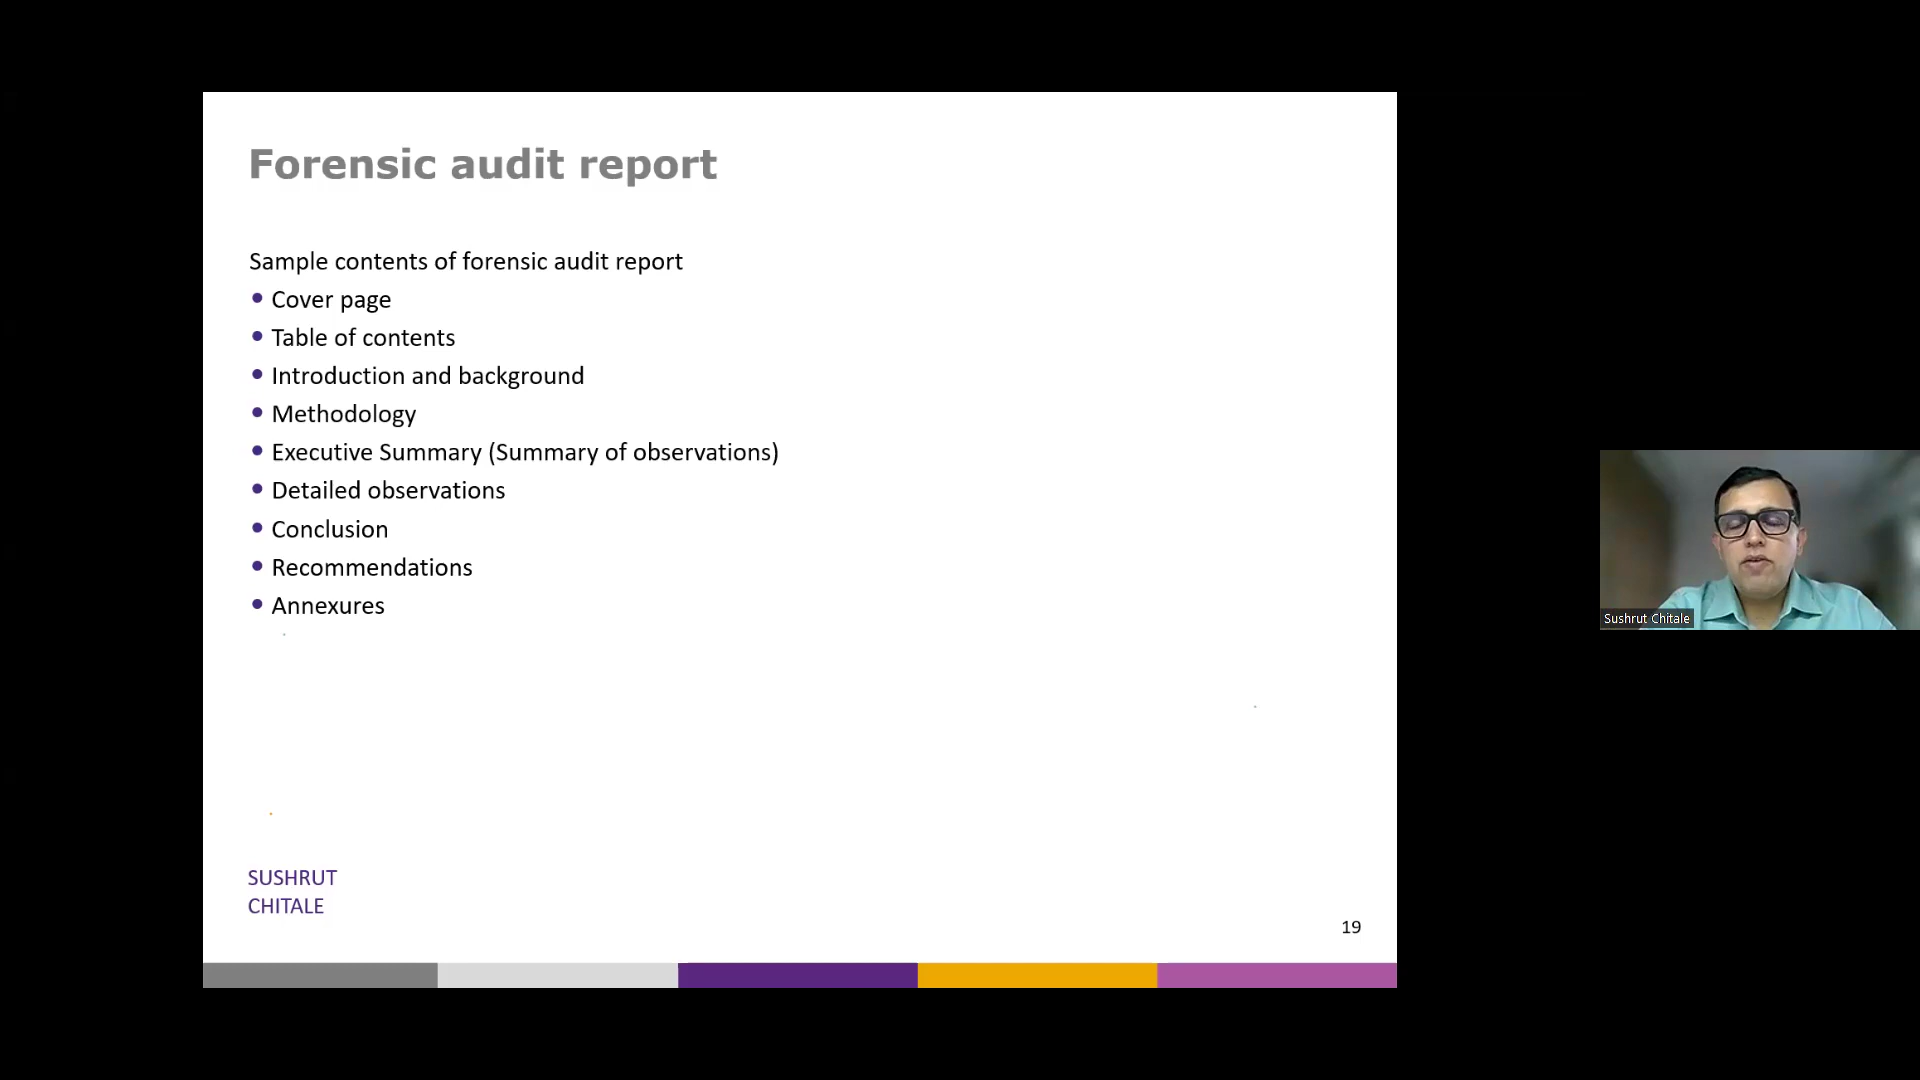 Forensic audit report
Sample contents of forensic audit report
• Cover page
• Table of contents
• Introduction and background
• Methodology
• Executive Summary (Summary of observations)
• Detailed observations
• Conclusion
• Recommendations
• Annexures
SUSHRUT
CHITALE
19
Sushrut Chitale